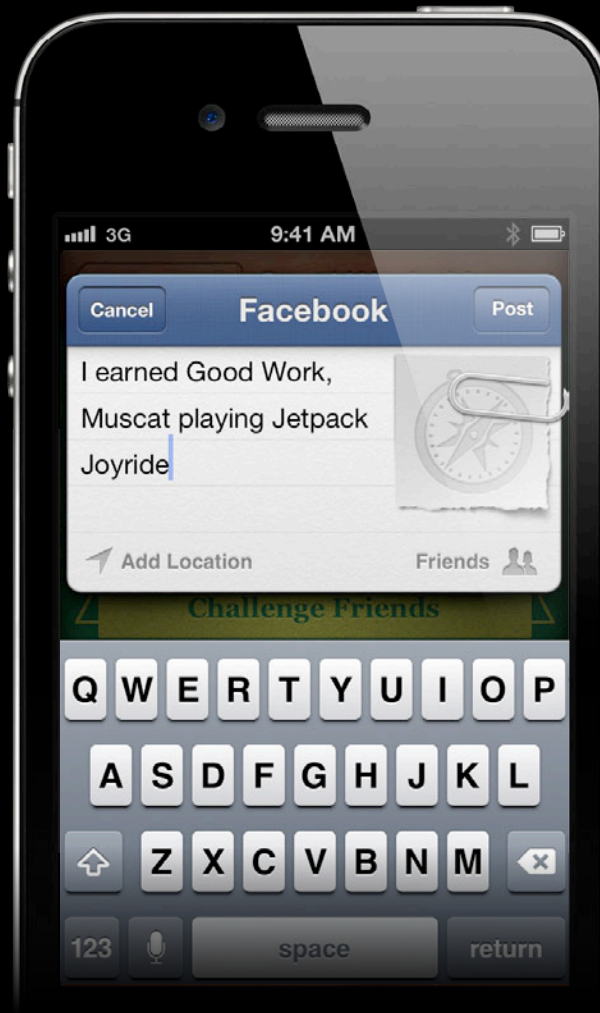 3G 9:41 AM
Cancel Facebook Post
I earned Good Work,
Muscat playing Jetpack
Joyride
Add Location Friends
Challenge Friends
Q W E R T Y U I O P
A S D F G H J K L
Z X C V B N M
123 space return